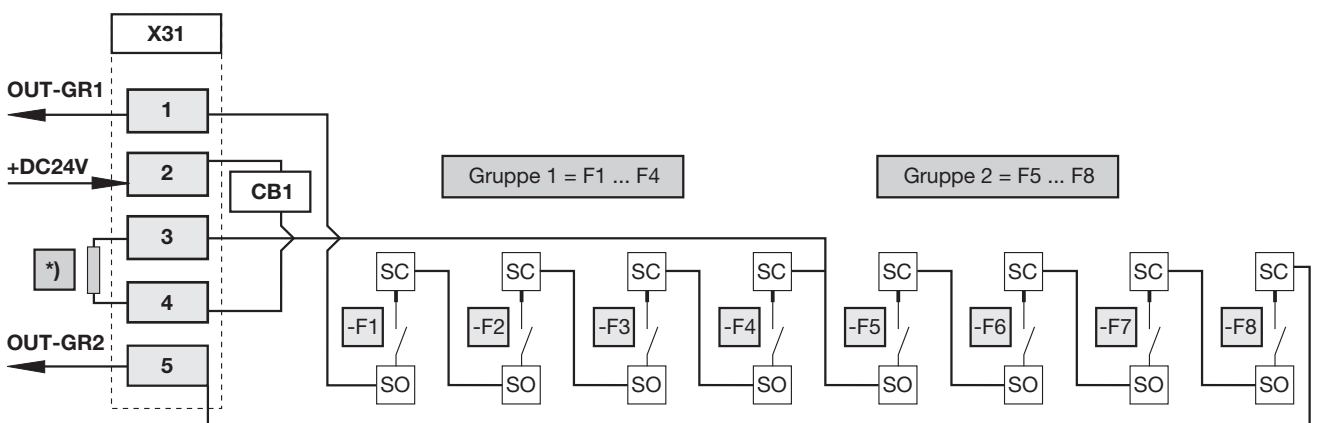 X31
OUT-GR1
1
+DC24V
2
CB1
Gruppe 1 = F1 ... F4
Gruppe 2 = F5 ... F8
3
*)
4
OUT-GR2
5
SC SC SC SC SC SC SC SC
-F1 -F2 -F3 -F4 -F5 -F6 -F7 -F8
SO SO SO SO SO SO SO SO